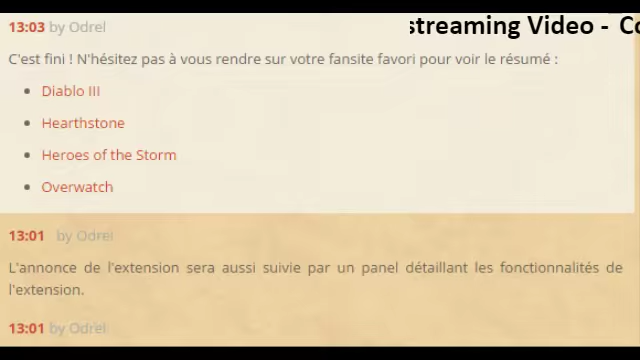 13:03 by Odrel
streaming Video - Co
C'est fini ! N'hésitez pas à vous rendre sur votre fansite favori pour voir le résumé :
Diablo III
Hearthstone
Heroes of the Storm
Overwatch
13:01 by Odrel
L'annonce de l'extension sera aussi suivie par un panel détaillant les fonctionnalités de
l'extension.
13:01 by Odrel